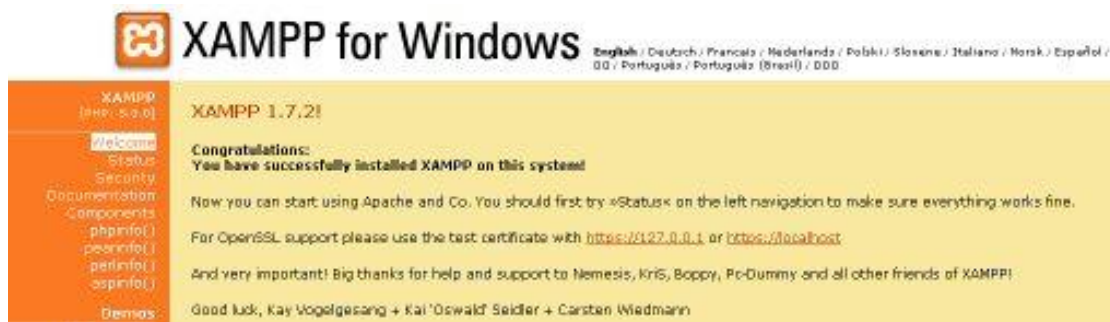 XAMPP for Windows
English / Deutsch / Francais / Nederlands / Polski / Slovene / Italiano / Norsk / Español /
/ Português / Português (Brasil) /
XAMPP
[PHP: 5.3.0]
Welcome
Status
Security
Documentation
Components
phpinfo()
pearinfo()
perlinfo()
aspinfo()
Demos
XAMPP 1.7.2!
Congratulations:
You have successfully installed XAMPP on this system!
Now you can start using Apache and Co. You should first try »Status« on the left navigation to make sure everything works fine.
For OpenSSL support please use the test certificate with https://127.0.0.1 or https://localhost
And very important! Big thanks for help and support to Nemesis, KriS, Boppy, Pc-Dummy and all other friends of XAMPP!
Good luck, Kay Vogelgesang + Kai 'Oswald' Seidler + Carsten Wiedmann